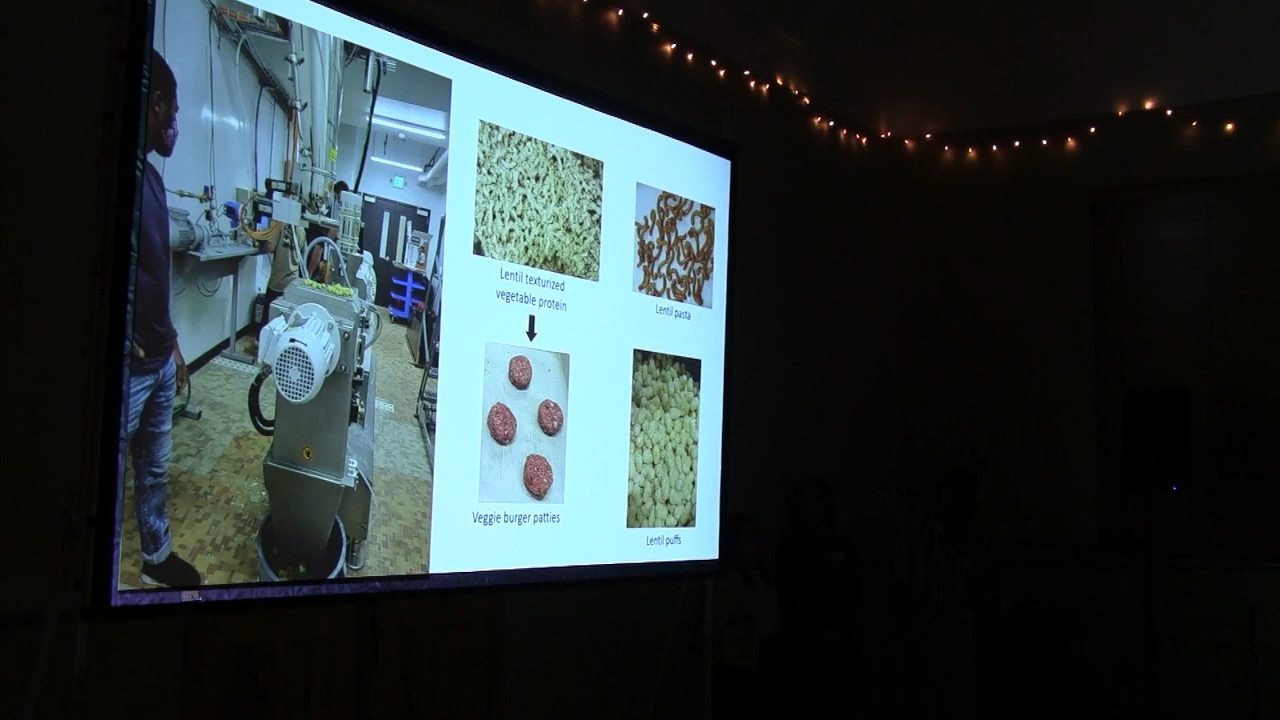 Lentil texturized
vegetable protein
Lentil pasta
Veggie burger patties
Lentil puffs